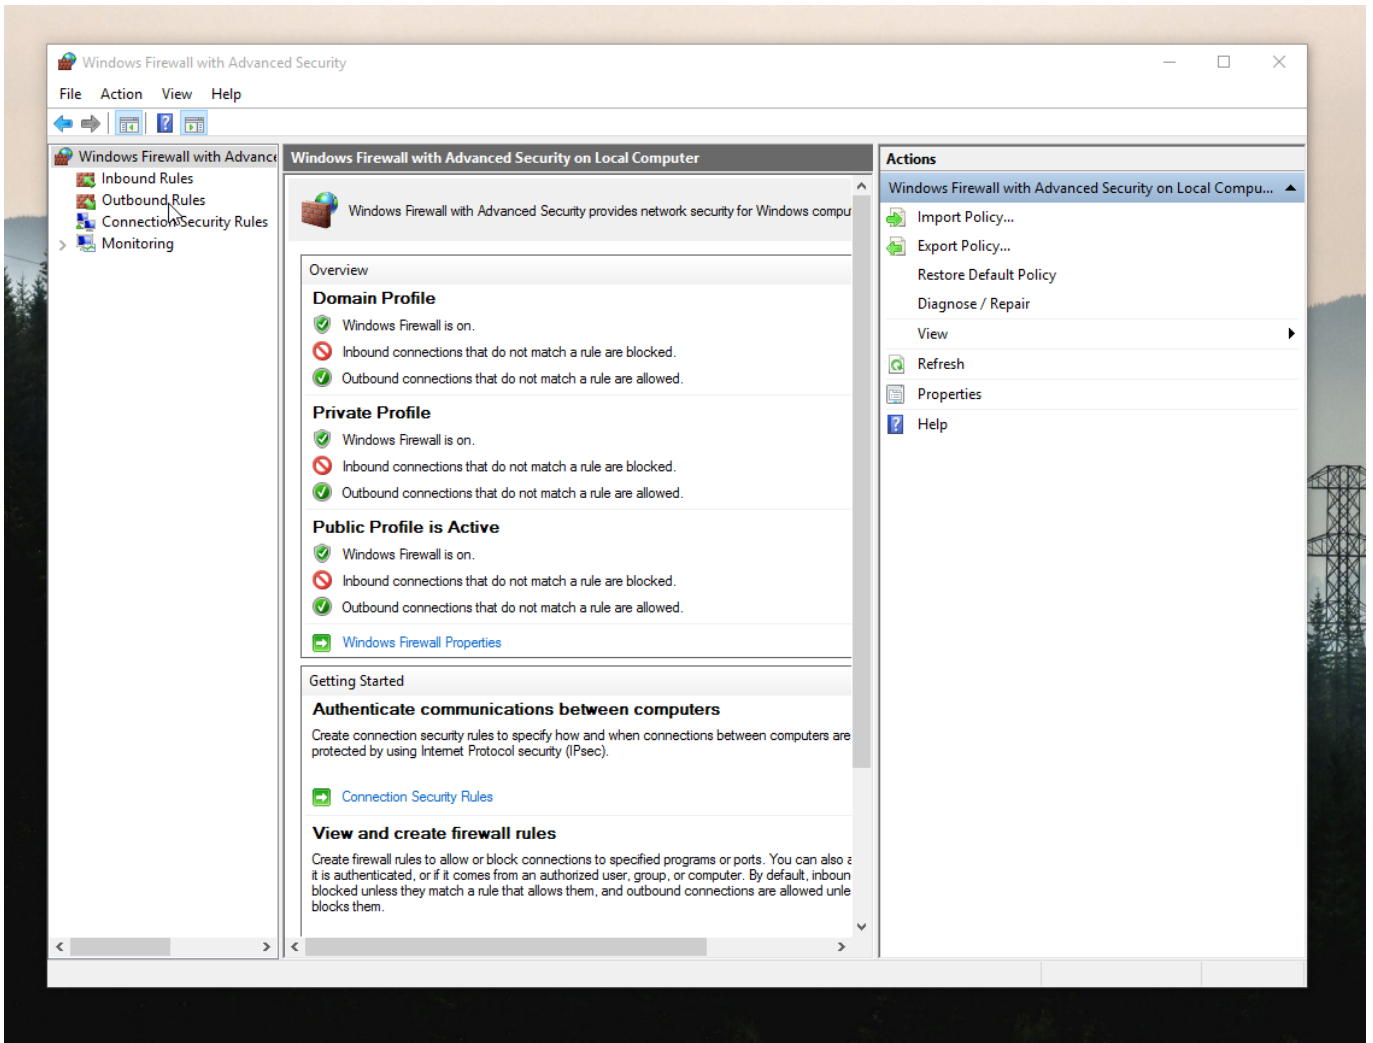 Windows Firewall with Advanced Security
File Action View Help
Windows Firewall with Advance
Inbound Rules
Outbound Rules
Connection Security Rules
Monitoring
Windows Firewall with Advanced Security on Local Computer
Windows Firewall with Advanced Security provides network security for Windows compu
Overview
Domain Profile
Windows Firewall is on.
Inbound connections that do not match a rule are blocked.
Outbound connections that do not match a rule are allowed.
Private Profile
Windows Firewall is on.
Inbound connections that do not match a rule are blocked.
Outbound connections that do not match a rule are allowed.
Public Profile is Active
Windows Firewall is on.
Inbound connections that do not match a rule are blocked.
Outbound connections that do not match a rule are allowed.
Windows Firewall Properties
Getting Started
Authenticate communications between computers
Create connection security rules to specify how and when connections between computers are
protected by using Internet Protocol security (IPsec).
Connection Security Rules
View and create firewall rules
Create firewall rules to allow or block connections to specified programs or ports. You can also a
it is authenticated, or if it comes from an authorized user, group, or computer. By default, inboun
blocked unless they match a rule that allows them, and outbound connections are allowed unle
blocks them.
Actions
Windows Firewall with Advanced Security on Local Compu...
Import Policy...
Export Policy...
Restore Default Policy
Diagnose / Repair
View
Refresh
Properties
Help